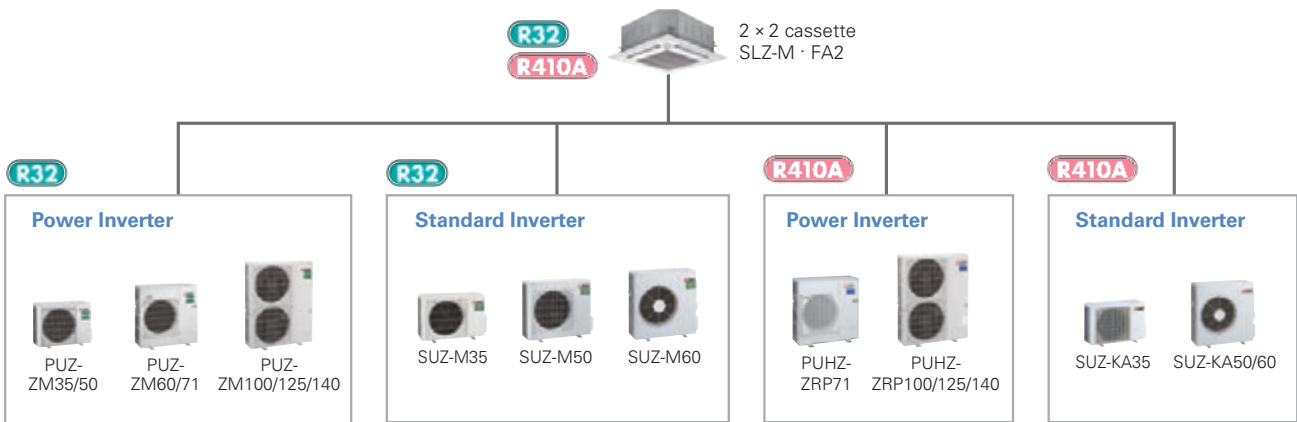 R32
R410A
2 × 2 cassette
SLZ-M · FA2
R32
Power Inverter
PUZ-
ZM35/50
PUZ-
ZM60/71
PUZ-
ZM100/125/140
R32
Standard Inverter
SUZ-M35
SUZ-M50
SUZ-M60
R410A
Power Inverter
PUHZ-
ZRP71
PUHZ-
ZRP100/125/140
R410A
Standard Inverter
SUZ-KA35
SUZ-KA50/60